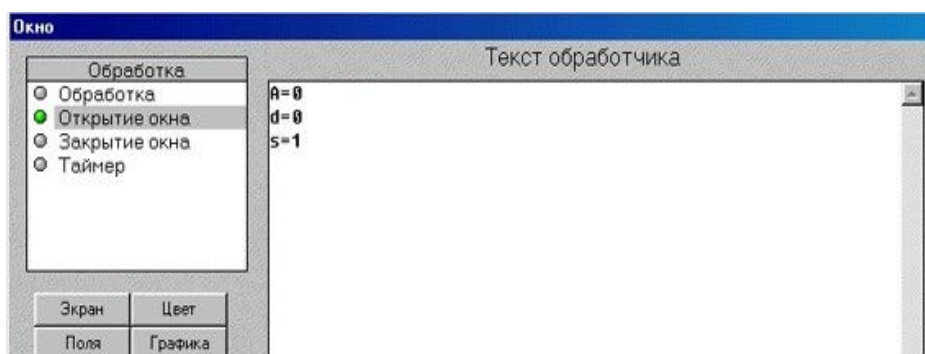 Окно
Текст обработчика
Обработка
Обработка
Открытие окна
Закрытие окна
Таймер
A=0
d=0
s=1
Экран Цвет
Поля Графика